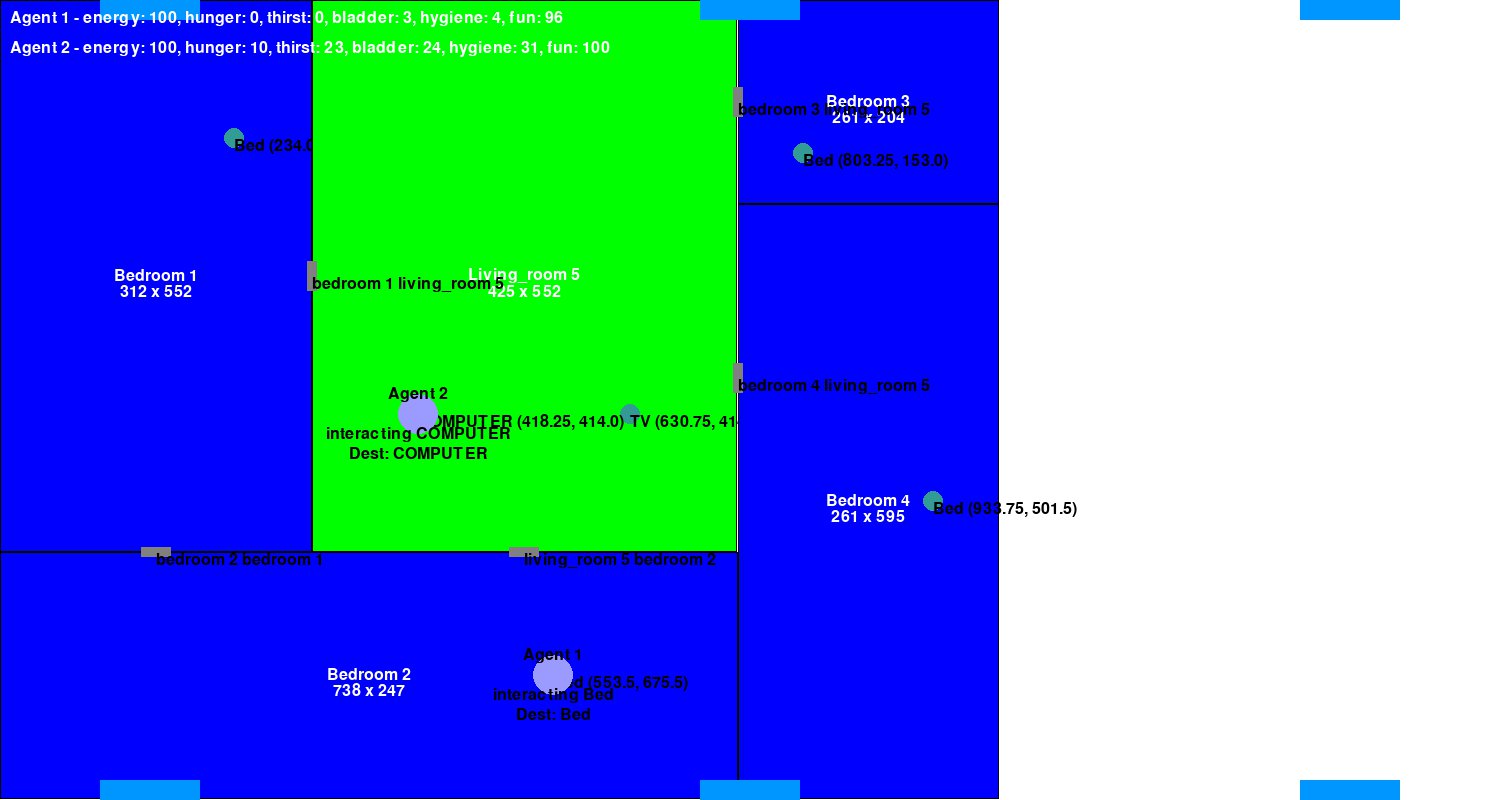 Agent 1 - energy: 100, hunger: 0, thirst: 0, bladder: 3, hygiene: 4, fun: 96
Agent 2 - energy: 100, hunger: 10, thirst: 23, bladder: 24, hygiene: 31, fun: 100
Bedroom 3
261 x 204
bedroom 3 living_room 5
Bed (234.0
Bed (803.25, 153.0)
Bedroom 1
312 x 552
Living_room 5
425 x 552
bedroom 1 living_room 5
bedroom 4 living_room 5
Agent 2
OMPUTER (418.25, 414.0)
TV (630.75, 41
interacting COMPUTER
Dest: COMPUTER
Bedroom 4
261 x 595
Bed (933.75, 501.5)
bedroom 2 bedroom 1
living_room 5 bedroom 2
Agent 1
Bedroom 2
738 x 247
d (553.5, 675.5)
interacting Bed
Dest: Bed